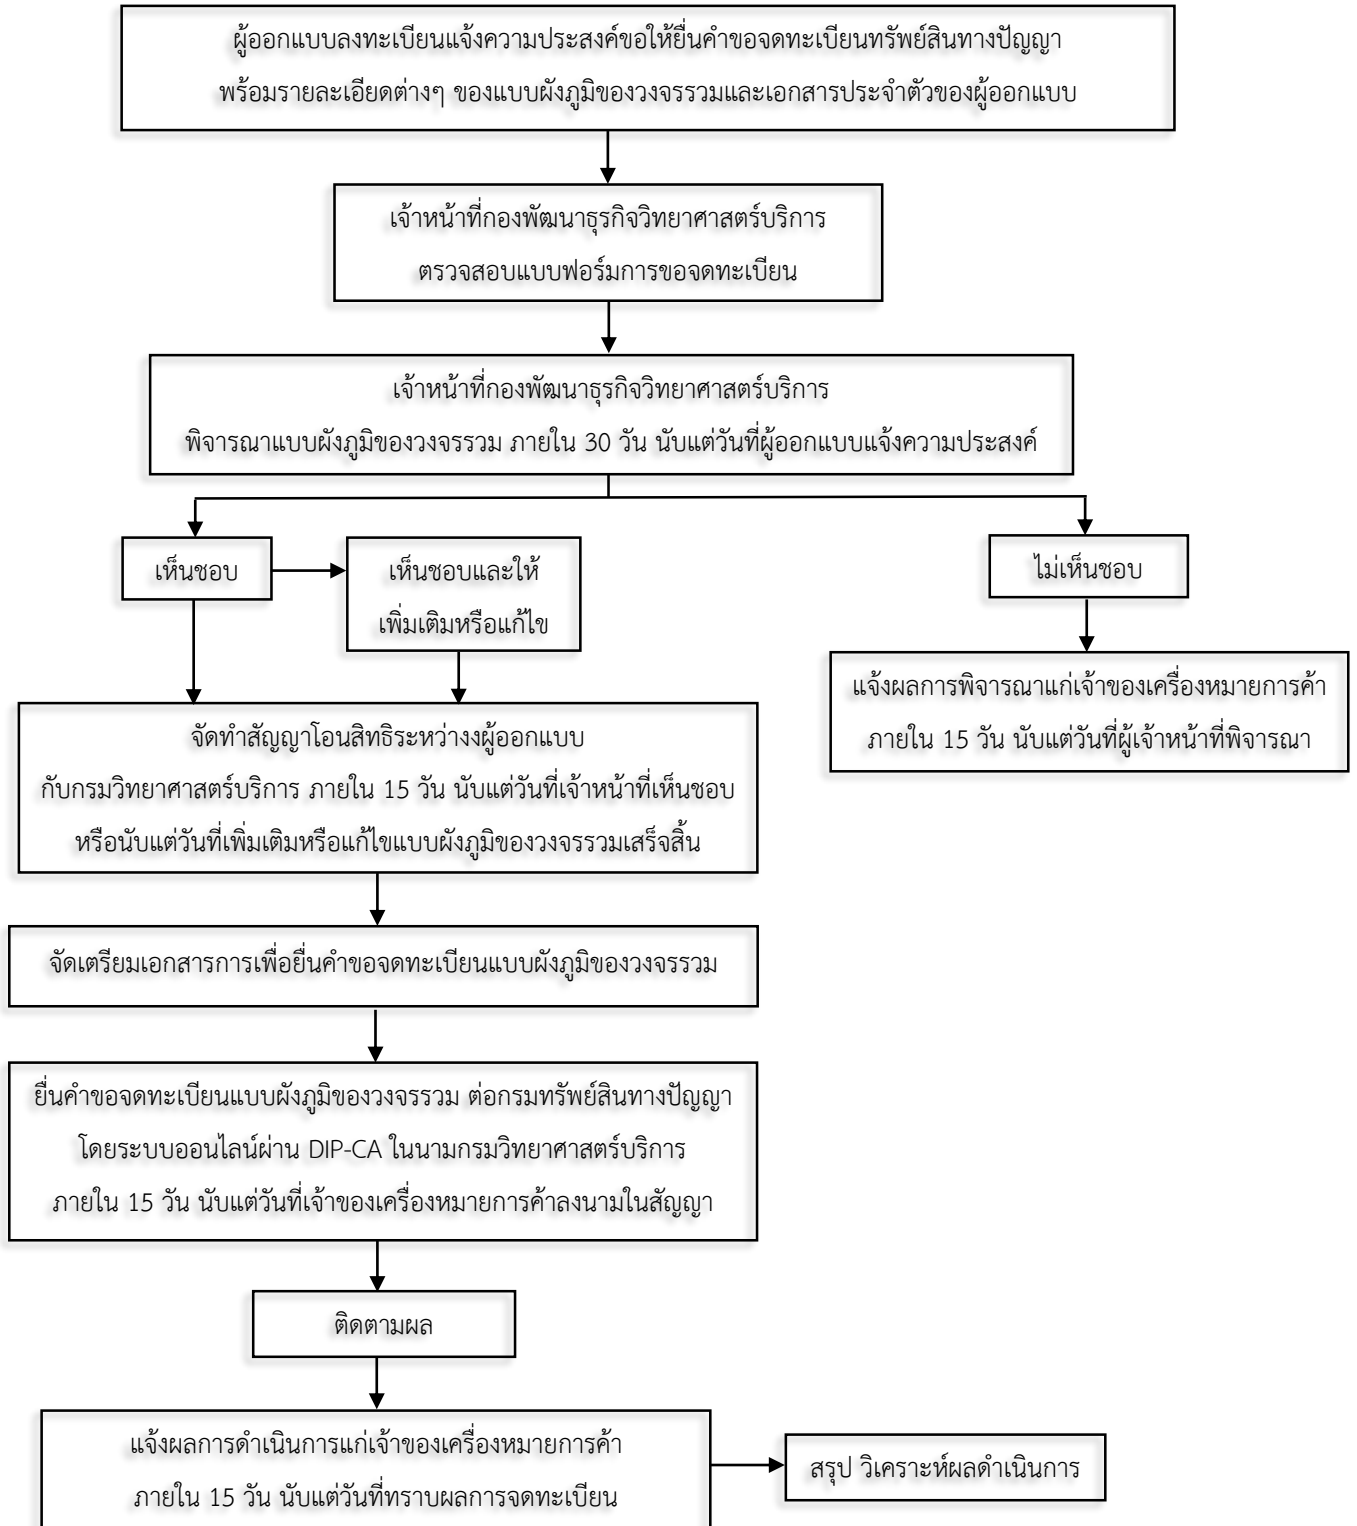 ผู้ออกแบบลงทะเบียนแจ้งความประสงค์ขอให้ยื่นคำขอจดทะเบียนทรัพย์สินทางปัญญา
พร้อมรายละเอียดต่างๆ ของแบบผังภูมิของวงจรรวมและเอกสารประจำตัวของผู้ออกแบบ
เจ้าหน้าที่กองพัฒนาธุรกิจวิทยาศาสตร์บริการ
ตรวจสอบแบบฟอร์มการขอจดทะเบียน
เจ้าหน้าที่กองพัฒนาธุรกิจวิทยาศาสตร์บริการ
พิจารณาแบบผังภูมิของวงจรรวม ภายใน 30 วัน นับแต่วันที่ผู้ออกแบบแจ้งความประสงค์
เห็นชอบ
เห็นชอบและให้
เพิ่มเติมหรือแก้ไข
ไม่เห็นชอบ
แจ้งผลการพิจารณาแก่เจ้าของเครื่องหมายการค้า
ภายใน 15 วัน นับแต่วันที่ผู้เจ้าหน้าที่พิจารณา
จัดทำสัญญาโอนสิทธิระหว่างงผู้ออกแบบ
กับกรมวิทยาศาสตร์บริการ ภายใน 15 วัน นับแต่วันที่เจ้าหน้าที่เห็นชอบ
หรือนับแต่วันที่เพิ่มเติมหรือแก้ไขแบบผังภูมิของวงจรรวมเสร็จสิ้น
จัดเตรียมเอกสารการเพื่อยื่นคำขอจดทะเบียนแบบผังภูมิของวงจรรวม
ยื่นคำขอจดทะเบียนแบบผังภูมิของวงจรรวม ต่อกรมทรัพย์สินทางปัญญา
โดยระบบออนไลน์ผ่าน DIP-CA ในนามกรมวิทยาศาสตร์บริการ
ภายใน 15 วัน นับแต่วันที่เจ้าของเครื่องหมายการค้าลงนามในสัญญา
ติดตามผล
แจ้งผลการดำเนินการแก่เจ้าของเครื่องหมายการค้า
ภายใน 15 วัน นับแต่วันที่ทราบผลการจดทะเบียน
สรุป วิเคราะห์ผลดำเนินการ